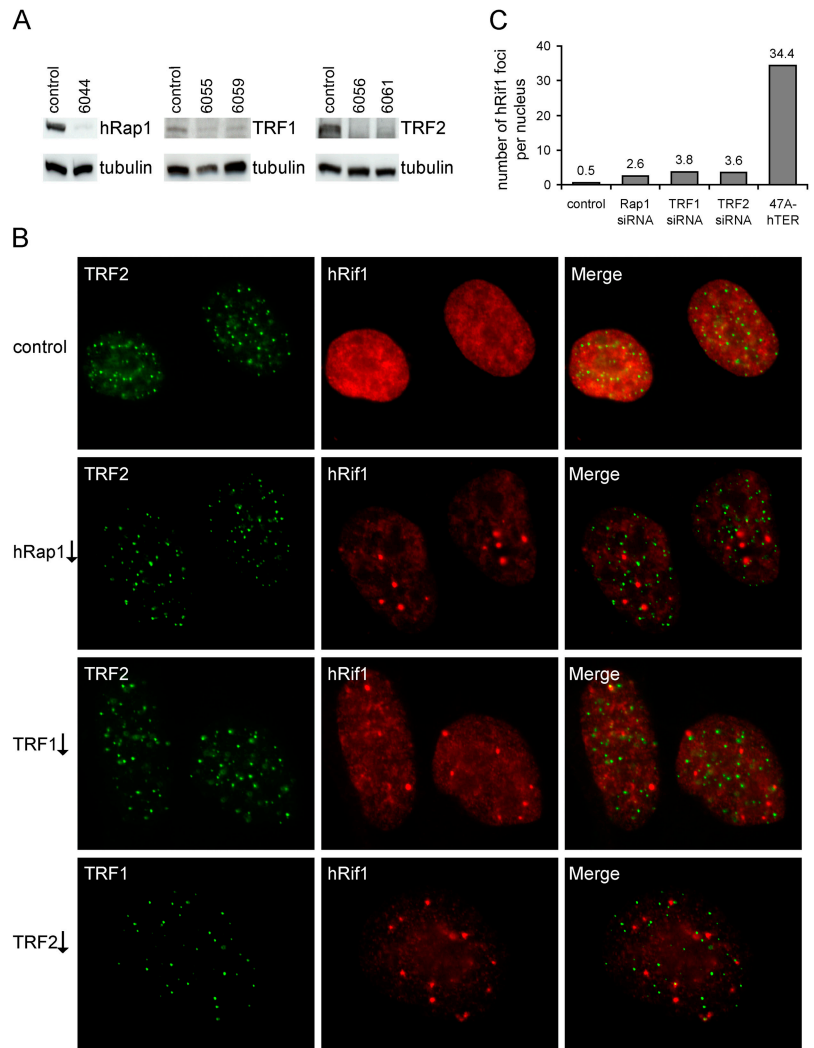 A
control
6044
hRap1
tubulin
control
6055
6059
TRF1
tubulin
control
6056
6061
TRF2
tubulin
C
number of hRif1 foci
per nucleus
40
30
20
10
0
0.5
2.6
3.8
3.6
34.4
control
Rap1
siRNA
TRF1
siRNA
TRF2
siRNA
47A-
hTER
B
control
TRF2
hRif1
Merge
hRap1↓
TRF2
hRif1
Merge
TRF1↓
TRF2
hRif1
Merge
TRF2↓
TRF1
hRif1
Merge